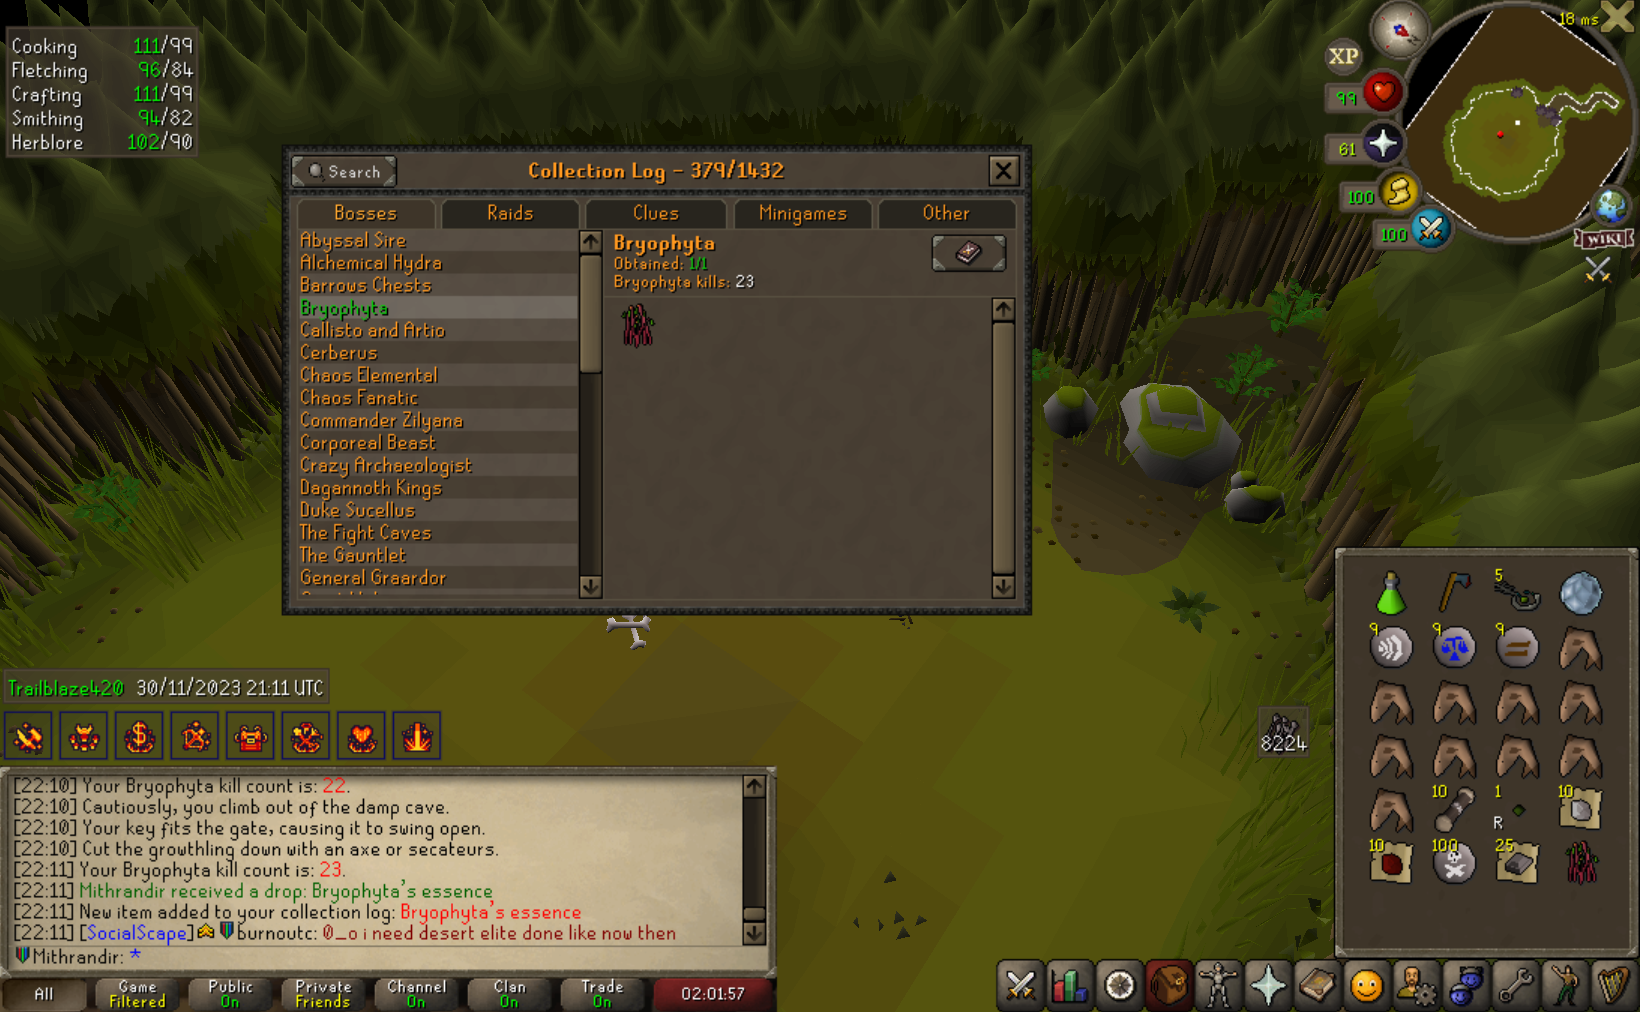 Cooking 111/99
Fletching 96/84
Crafting 111/99
Smithing 94/82
Herblore 102/90
18 ms
XP
99
61
100
100
WIKI
Search
Collection Log - 379/1432
Bosses
Raids
Clues
Minigames
Other
Abyssal Sire
Alchemical Hydra
Barrows Chests
Bryophyta
Callisto and Artio
Cerberus
Chaos Elemental
Chaos Fanatic
Commander Zilyana
Corporeal Beast
Crazy Archaeologist
Dagannoth Kings
Duke Sucellus
The Fight Caves
The Gauntlet
General Graardor
Bryophyta
Obtained: 1/1
Bryophyta kills: 23
Trailblaze420 30/11/2023 21:11 UTC
8224
5
9
9
9
10
1
R
10
10
100
25
[22:10] Your Bryophyta kill count is: 22.
[22:10] Cautiously, you climb out of the damp cave.
[22:10] Your key fits the gate, causing it to swing open.
[22:10] Cut the growthling down with an axe or secateurs.
[22:11] Your Bryophyta kill count is: 23.
[22:11] Mithrandir received a drop: Bryophyta's essence
[22:11] New item added to your collection log: Bryophyta's essence
[22:11] [SocialScape] burnoutc: 0_o i need desert elite done like now then
Mithrandir: *
All
Game
Filtered
Public
On
Private
Friends
Channel
On
Clan
On
Trade
On
02:01:57